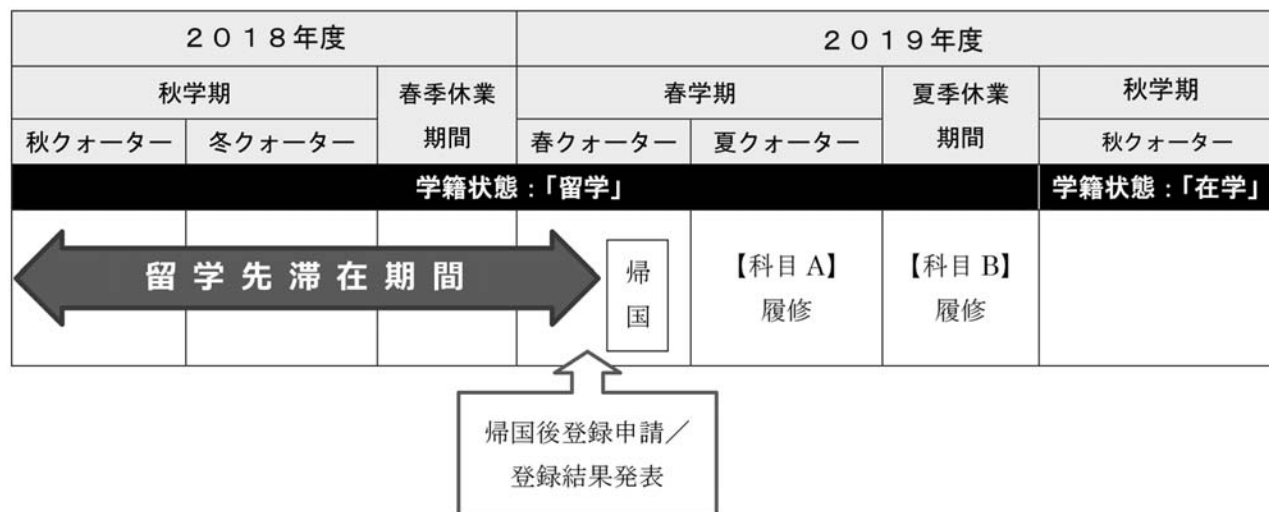 2018年度 2019年度
秋学期 春季休業期間 春学期 夏季休業期間 秋学期
秋クォーター 冬クォーター 春クォーター 夏クォーター 秋クォーター
学籍状態:「留学」 学籍状態:「在学」
留学先滞在期間
帰国
【科目 A】
履修
【科目 B】
履修
帰国後登録申請/
登録結果発表